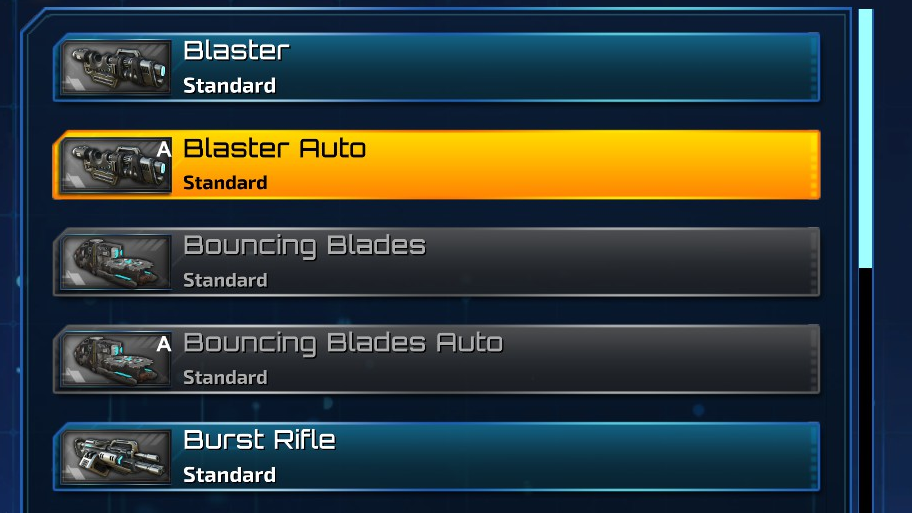 Blaster
Standard
A
Blaster Auto
Standard
Bouncing Blades
Standard
A
Bouncing Blades Auto
Standard
Burst Rifle
Standard